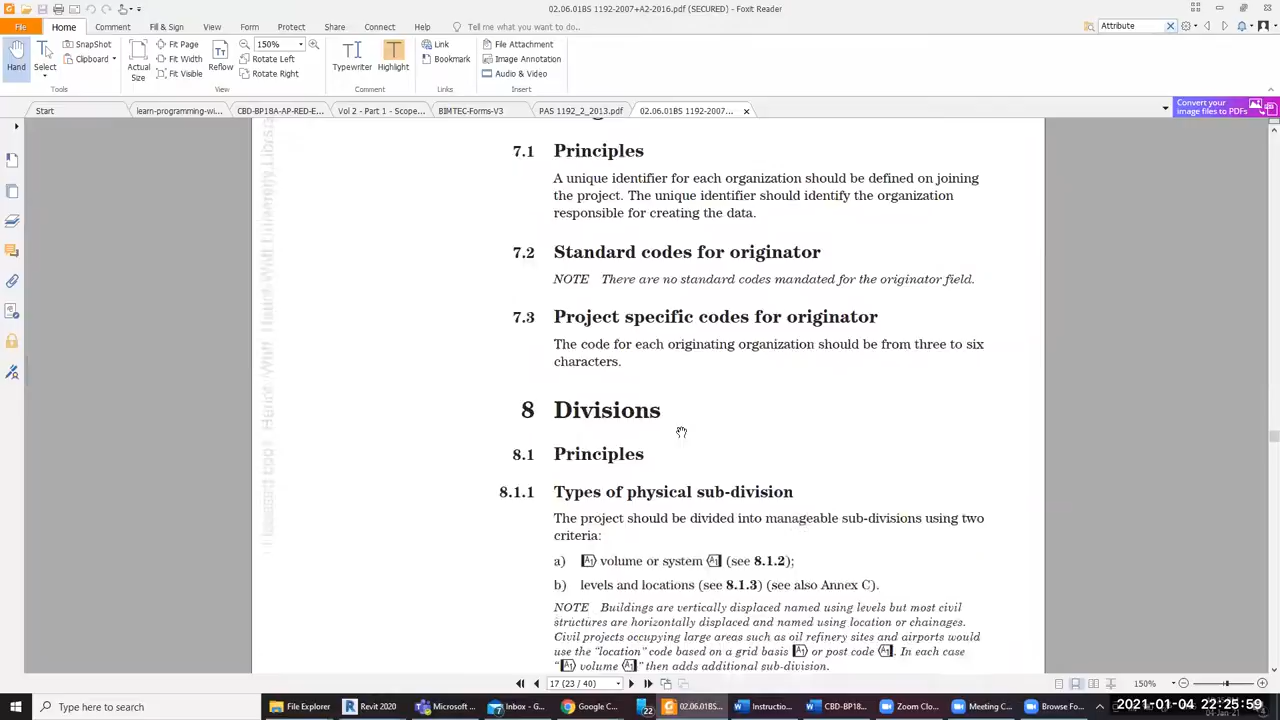 02.06.01BS 1192-2007+A2-2016.pdf (SECURED) - Foxit Reader
File Home Comment Fill & Sign View Form Protect Share Connect Help Tell me what you want to do... Attribute
SnapShot Fit Page 150% Link File Attachment
Clipboard Fit Width Rotate Left Bookmark Image Annotation
Hand Select Actual Size Fit Visible Reflow Rotate Right Typewriter Highlight Audio & Video
Tools View Comment Links Insert
Start learn-programming-wi... CBD-BP18A-AP-RED-E... Vol 2 - Part 1 - Scope... BIMTEC-Forms-V3 PAS 1192_2_2013.pdf 02.06.01BS 1192-2007...
Convert your
image files to PDFs
7.1 Principles
A unique identifier for each organization should be defined on joining
the project. The unique identifier should identify the organization
responsible for creating the data.
7.2 Standard codes for originator
NOTE There are no standard codes recommended for the originator field.
7.3 Project specific codes for originator
The code for each originating organization should be from three to six
characters.
8 Divisions
8.1 Principles
8.1.1 Types of physical sub-division
The project should be divided into manageable sub-divisions using two
criteria:
a) A1 volume or system A1 (see 8.1.2);
b) levels and locations (see 8.1.3) (see also Annex C).
NOTE Buildings are vertically displaced named using levels but most civil
structures are horizontally displaced and named using location or chainages.
Civil projects occupying large areas such as oil refinery sites and airports would
use the “location” code based on a grid basis A1 or post code A1. In each case
“A1 volume A1” then adds additional sub-division.
17 (23 / 40) 150%
Type here to search File Explorer Revit 2020 Microsoft ... Inbox - G... Google C... 22 02.06.01BS... Instructio... CBD-BP18... Zoom Clo... Meeting C... Browse Fo...
2021-01-04 22:25:59